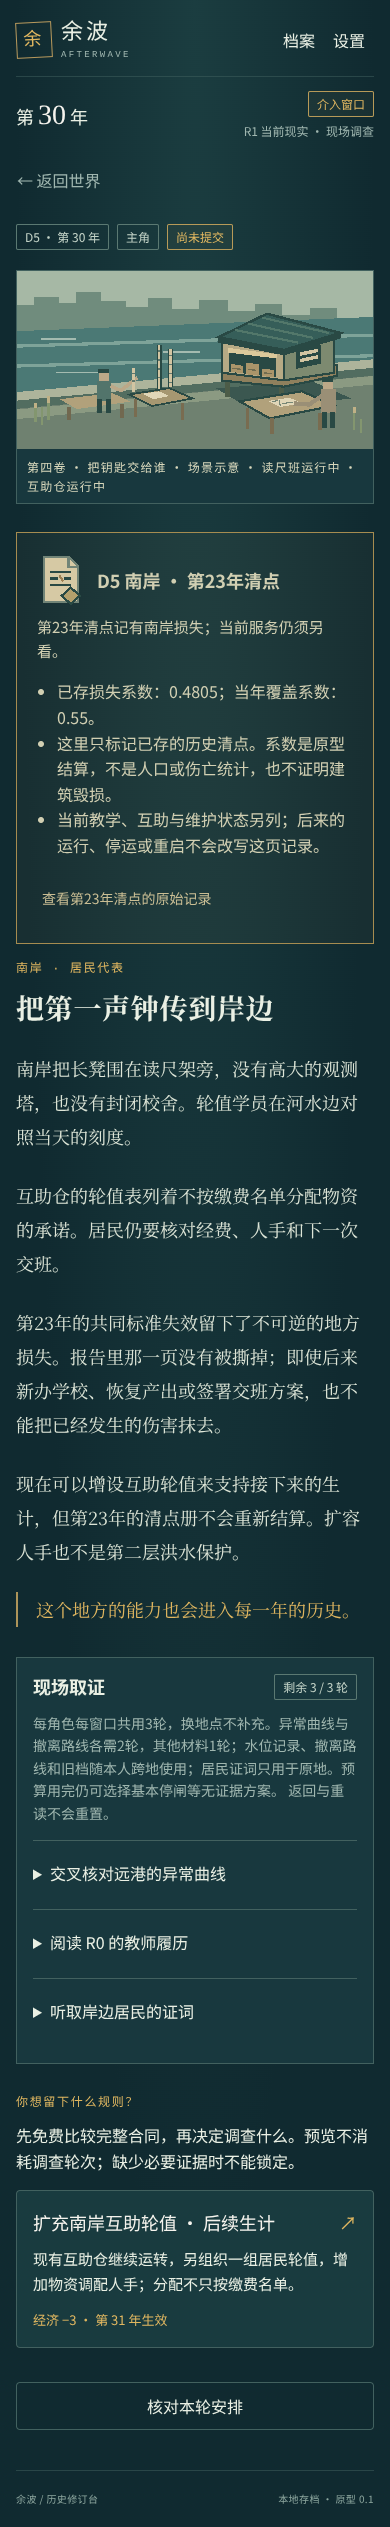 余
余波
AFTERWAVE
档案 设置
第 30 年
介入窗口
R1 当前现实 · 现场调查
← 返回世界
D5 · 第 30 年
主角
尚未提交
第四卷 · 把钥匙交给谁 · 场景示意 · 读尺班运行中 ·
互助仓运行中
D5 南岸 · 第23年清点
第23年清点记有南岸损失；当前服务仍须另
看。
• 已存损失系数：0.4805；当年覆盖系数：
0.55。
• 这里只标记已存的历史清点。系数是原型
结算，不是人口或伤亡统计，也不证明建
筑毁损。
• 当前教学、互助与维护状态另列；后来的
运行、停运或重启不会改写这页记录。
查看第23年清点的原始记录
南岸 · 居民代表
把第一声钟传到岸边
南岸把长凳围在读尺架旁，没有高大的观测
塔，也没有封闭校舍。轮值学员在河水边对
照当天的刻度。
互助仓的轮值表列着不按缴费名单分配物资
的承诺。居民仍要核对经费、人手和下一次
交班。
第23年的共同标准失效留下了不可逆的地方
损失。报告里那一页没有被撕掉；即使后来
新办学校、恢复产出或签署交班方案，也不
能把已经发生的伤害抹去。
现在可以增设互助轮值来支持接下来的生
计，但第23年的清点册不会重新结算。扩容
人手也不是第二层洪水保护。
这个地方的能力也会进入每一年的历史。
现场取证
剩余 3 / 3 轮
每角色每窗口共用3轮，换地点不补充。异常曲线与
撤离路线各需2轮，其他材料1轮；水位记录、撤离路
线和旧档随本人跨地使用；居民证词只用于原地。预
算用完仍可选择基本停闸等无证据方案。 返回与重
读不会重置。
▶ 交叉核对远港的异常曲线
▶ 阅读 R0 的教师履历
▶ 听取岸边居民的证词
你想留下什么规则？
先免费比较完整合同，再决定调查什么。预览不消
耗调查轮次；缺少必要证据时不能锁定。
扩充南岸互助轮值 · 后续生计 ↗
现有互助仓继续运转，另组织一组居民轮值，增
加物资调配人手；分配不只按缴费名单。
经济 −3 · 第 31 年生效
核对本轮安排
余波 / 历史修订台
本地存档 · 原型 0.1